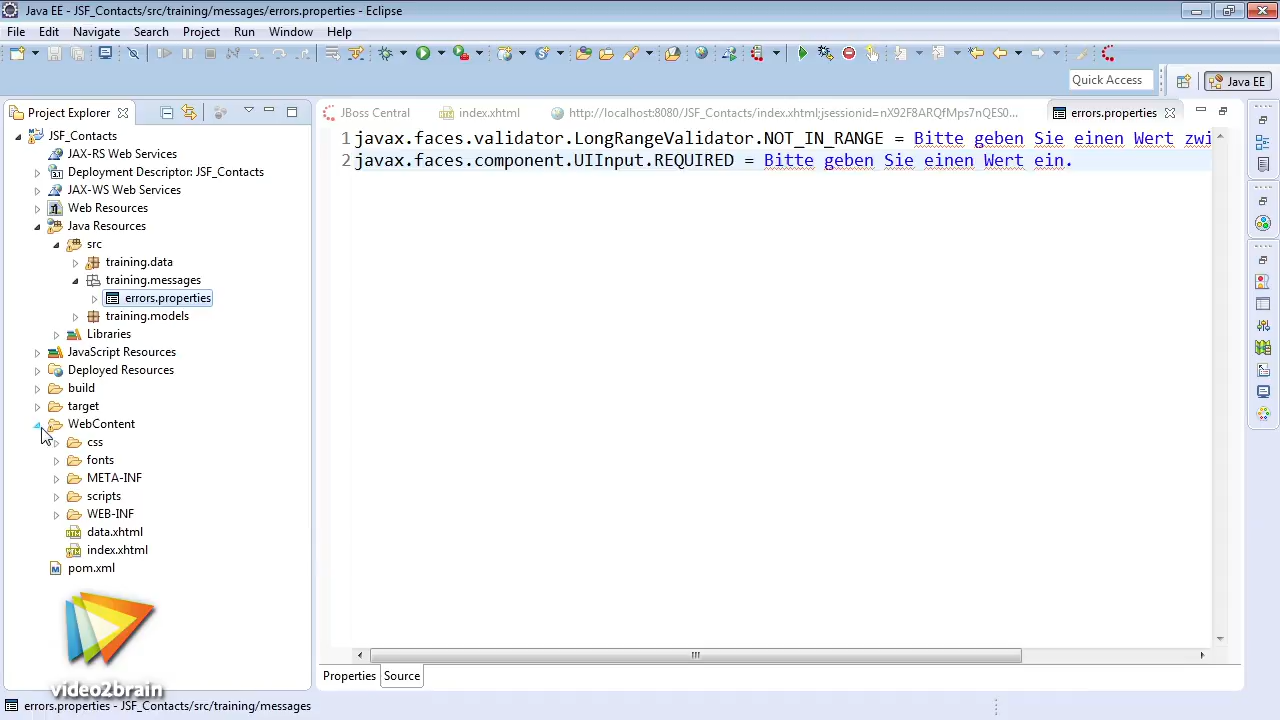 Java EE - JSF_Contacts/src/training/messages/errors.properties - Eclipse
File Edit Navigate Search Project Run Window Help
Quick Access
Java EE
Project Explorer
JBoss Central
index.xhtml
http://localhost:8080/JSF_Contacts/index.xhtml;jsessionid=nX92F8ARQfMps7nQES0...
errors.properties
JSF_Contacts
JAX-RS Web Services
Deployment Descriptor: JSF_Contacts
JAX-WS Web Services
Web Resources
Java Resources
src
training.data
training.messages
errors.properties
training.models
Libraries
JavaScript Resources
Deployed Resources
build
target
WebContent
css
fonts
META-INF
scripts
WEB-INF
data.xhtml
index.xhtml
pom.xml
1 javax.faces.validator.LongRangeValidator.NOT_IN_RANGE = Bitte geben Sie einen Wert zwi
2 javax.faces.component.UIInput.REQUIRED = Bitte geben Sie einen Wert ein.
Properties Source
video2brain
errors.properties - JSF_Contacts/src/training/messages